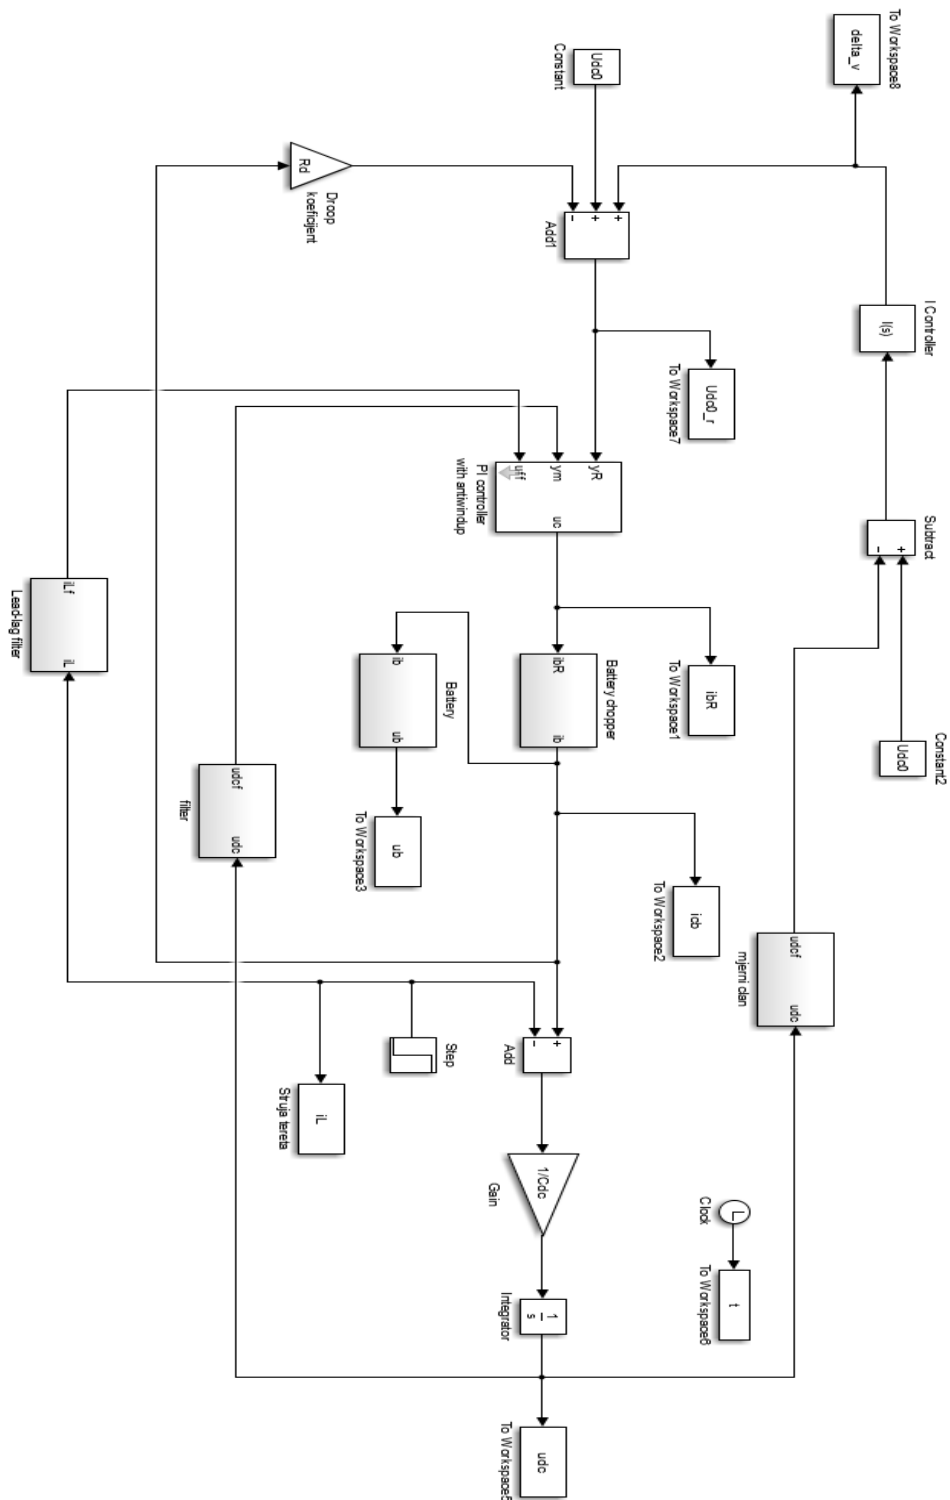 delta_v
To Workspace8
I(s)
I Controller
+
-
Subtract
Udc0
Constant2
udcf
udc
mjerni clan
Clock
t
To Workspace6
Udc0
Constant
+
+
-
Add1
Udc0_r
To Workspace7
Rd
Droop
koeficijent
yR
ym
uff
uc
PI controller
with antiwindup
ibR
To Workspace1
ibR
ib
Battery chopper
icb
To Workspace2
ib
ub
Battery
ub
To Workspace3
+
-
Add
1/Cdc
Gain
1
s
Integrator
udc
To Workspace5
udcf
udc
filter
Step
iL
Struja tereta
iLf
iL
Lead-lag filter